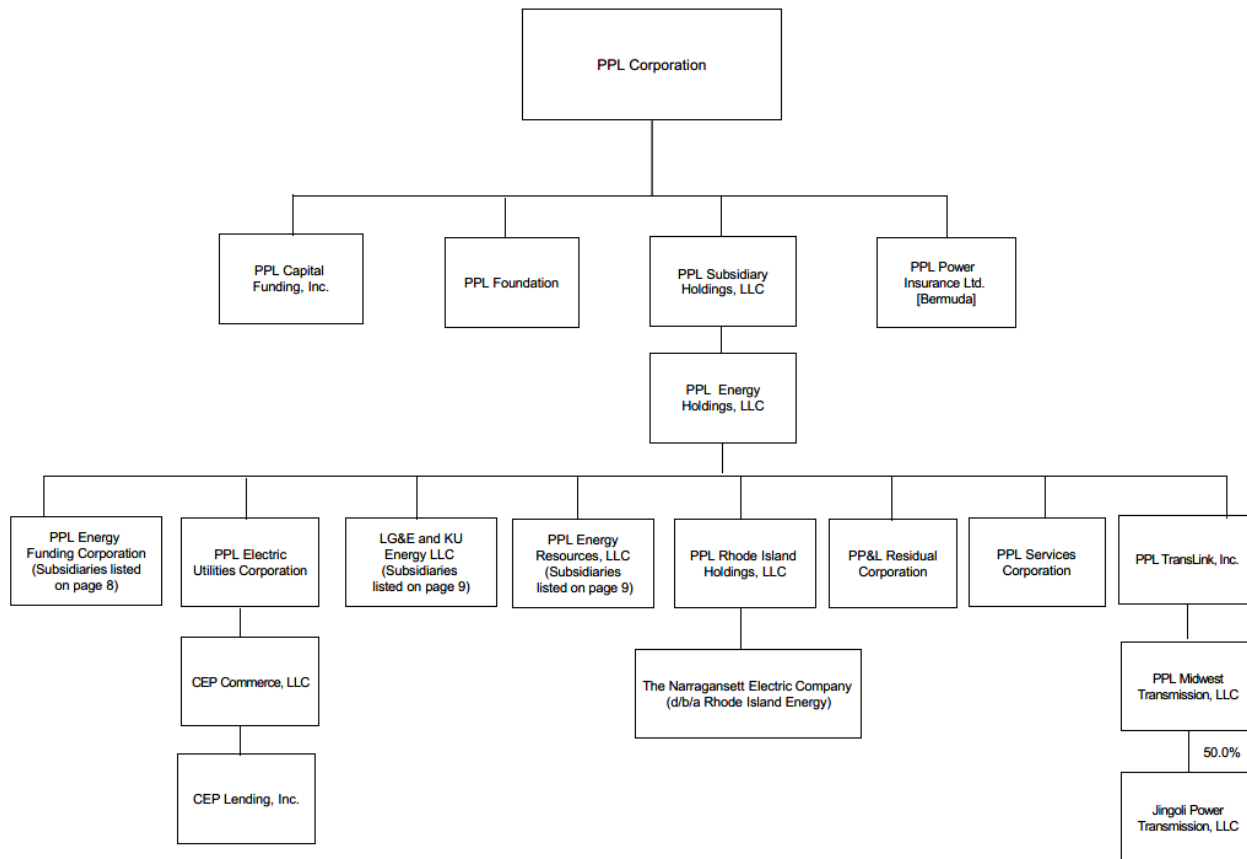 PPL Corporation
PPL Capital
Funding, Inc.
PPL Foundation
PPL Subsidiary
Holdings, LLC
PPL Power
Insurance Ltd.
[Bermuda]
PPL Energy
Holdings, LLC
PPL Energy
Funding Corporation
(Subsidiaries listed
on page 8)
PPL Electric
Utilities Corporation
LG&E and KU
Energy LLC
(Subsidiaries
listed on page 9)
PPL Energy
Resources, LLC
(Subsidiaries
listed on page 9)
PPL Rhode Island
Holdings, LLC
PP&L Residual
Corporation
PPL Services
Corporation
PPL TransLink, Inc.
CEP Commerce, LLC
The Narragansett Electric Company
(d/b/a Rhode Island Energy)
PPL Midwest
Transmission, LLC
50.0%
CEP Lending, Inc.
Jingoli Power
Transmission, LLC